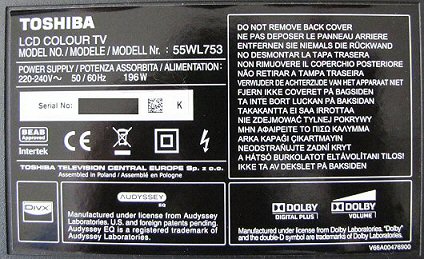 TOSHIBA
LCD COLOUR TV
MODEL NO. / MODELE / MODELL Nr. : 55WL753
POWER SUPPLY / POTENZA ASSORBITA / ALIMENTATION:
220-240V~ 50 / 60Hz 196 W
Serial No:
K
BEAB
Approved
Intertek
CE
TOSHIBA TELEVISION CENTRAL EUROPE Sp. z o.o.
Assembled in Poland / Assemblé en Pologne
DO NOT REMOVE BACK COVER
NE PAS DEPOSER LE PANNEAU ARRIERE
ENTFERNEN SIE NIEMALS DIE RÜCKWAND
NO DESMONTAR LA TAPA TRASERA
NON RIMUOVERE IL COPERCHIO POSTERIORE
NÃO RETIRAR A TAMPA TRASEIRA
VERWIJDER DE ACHTERZIJDE VAN HET APPARAAT NIET
FJERN IKKE COVERET PÅ BAGSIDEN
TA INTE BORT LUCKAN PÅ BAKSIDAN
TAKAKANTTA EI SAA IRROTTAA
NIE ZDEJMOWAĆ TYLNEJ POKRYWY
ΜΗΝ ΑΦΑΙΡΕΙΤΕ ΤΟ ΠΙΣΩ ΚΑΛΥΜΜΑ
ARKA KAPAĞI ÇIKARTMAYIN
NEODSTRAŇUJTE ZADNÍ KRYT
A HÁTSÓ BURKOLATOT ELTÁVOLÍTANI TILOS!
IKKE TA AV DEKSLET PÅ BAKSIDEN
DIVX
AUDYSSEY
EQ
Manufactured under license from Audyssey
Laboratories. U.S. and foreign patents pending.
Audyssey EQ is a registered trademark of
Audyssey Laboratories.
DOLBY
DIGITAL PLUS
DOLBY
VOLUME
Manufactured under license from Dolby Laboratories. "Dolby"
and the double-D symbol are trademarks of Dolby Laboratories.
V66A00476900